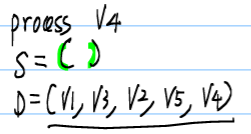 process V4
S = ( )
D = (V1, V3, V2, V5, V4)